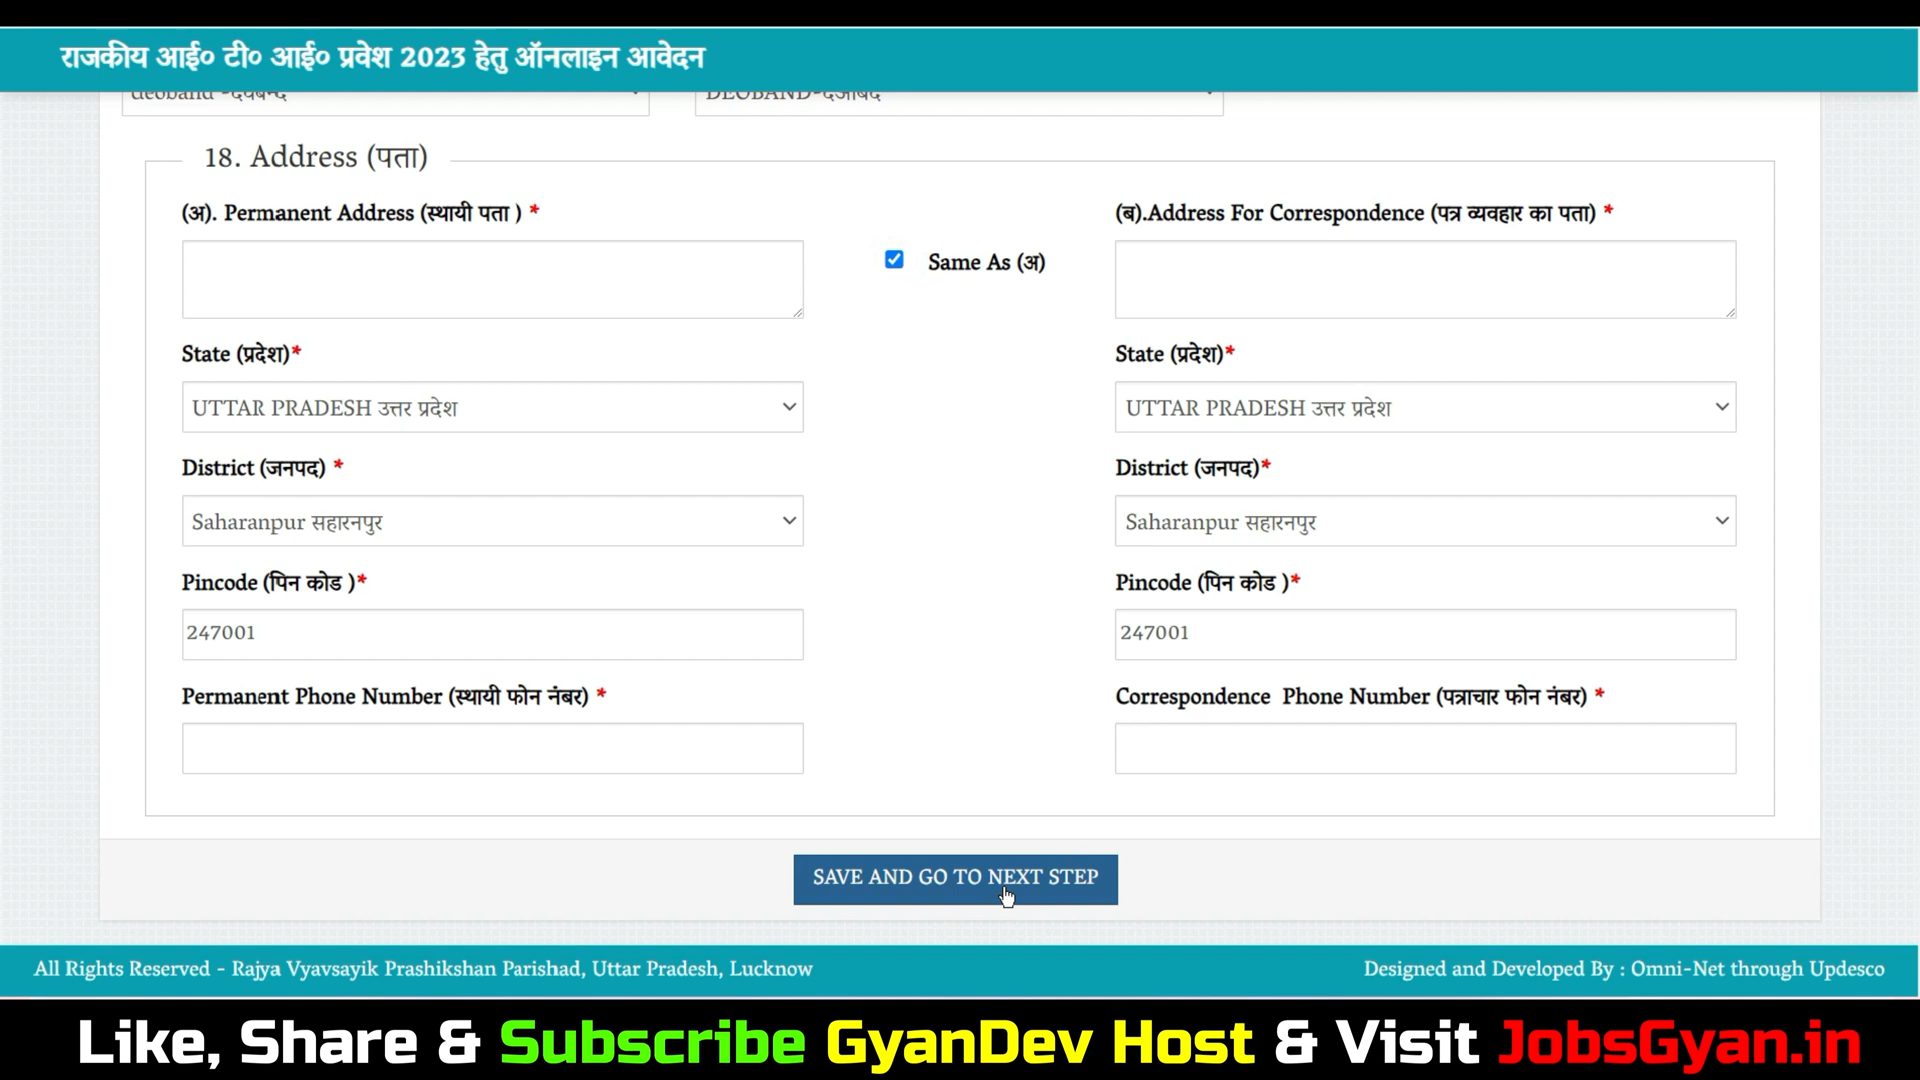 राजकीय आई० टी० आई० प्रवेश 2023 हेतु ऑनलाइन आवेदन
deoband -देवबन्द DEOBAND-देओबंद
18. Address (पता)
(अ). Permanent Address (स्थायी पता ) *
Same As (अ)
(ब).Address For Correspondence (पत्र व्यवहार का पता) *
State (प्रदेश)* State (प्रदेश)*
UTTAR PRADESH उत्तर प्रदेश UTTAR PRADESH उत्तर प्रदेश
District (जनपद) * District (जनपद)*
Saharanpur सहारनपुर Saharanpur सहारनपुर
Pincode (पिन कोड )* Pincode (पिन कोड )*
247001 247001
Permanent Phone Number (स्थायी फोन नंबर) * Correspondence Phone Number (पत्राचार फोन नंबर) *
SAVE AND GO TO NEXT STEP
All Rights Reserved - Rajya Vyavsayik Prashikshan Parishad, Uttar Pradesh, Lucknow Designed and Developed By : Omni-Net through Updesco
Like, Share & Subscribe GyanDev Host & Visit JobsGyan.in